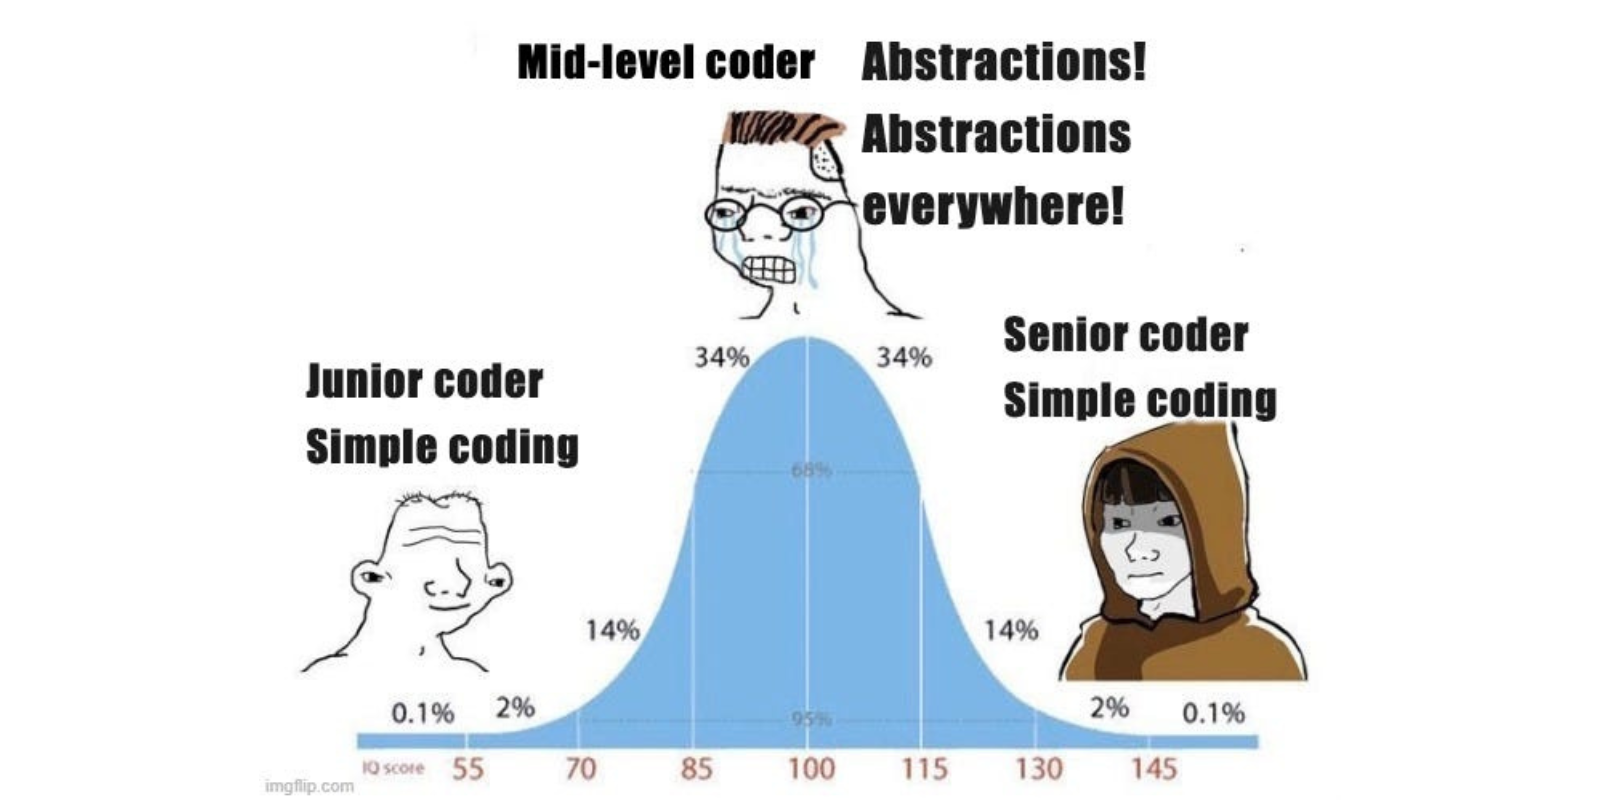 Mid-level coder
Abstractions!
Abstractions
everywhere!
Junior coder
Simple coding
Senior coder
Simple coding
34%
34%
68%
14%
14%
0.1%
2%
95%
2%
0.1%
IQ score 55 70 85 100 115 130 145
imgflip.com